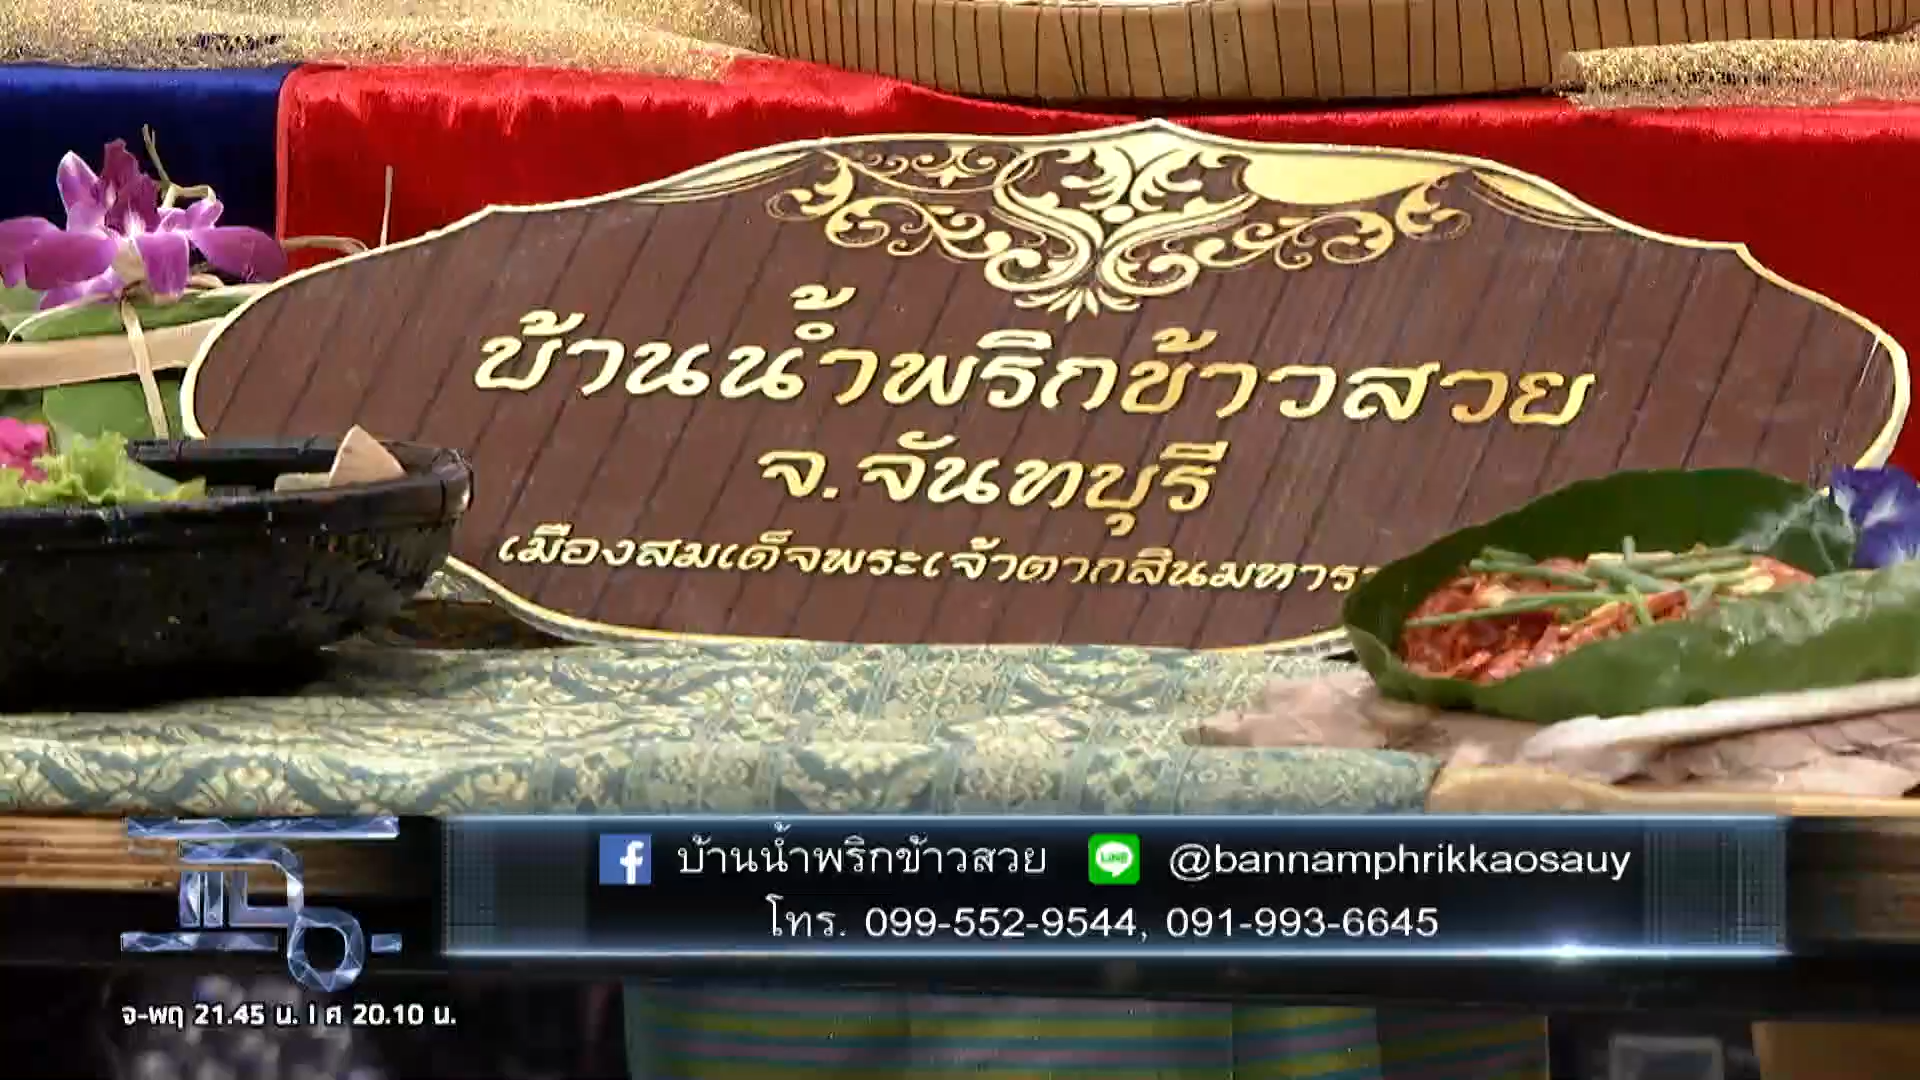 บ้านน้ำพริกข้าวสวย
จ.จันทบุรี
เมืองสมเด็จพระเจ้าตากสินมหารา
บ้านน้ำพริกข้าวสวย @bannamphrikkaosauy
โทร. 099-552-9544, 091-993-6645
จ-พฤ 21.45 น. | ศ 20.10 น.